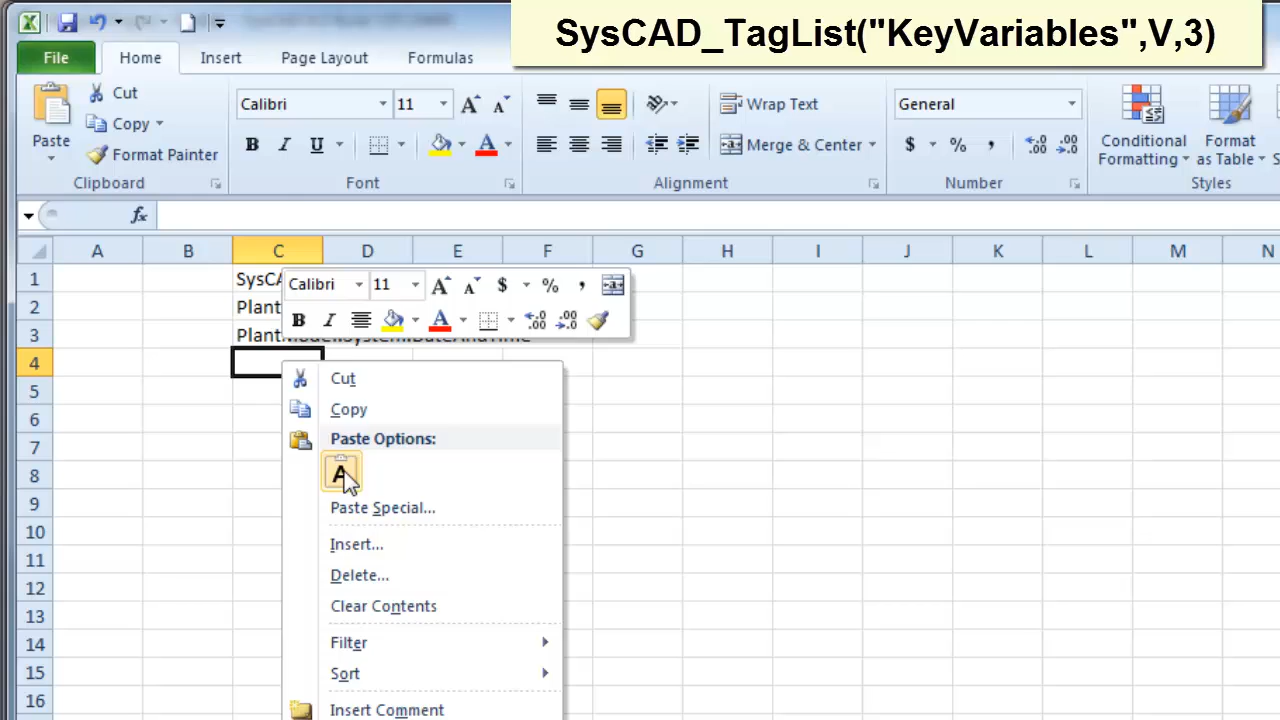 SysCAD_TagList("KeyVariables",V,3)
File Home Insert Page Layout Formulas
Cut
Copy
Paste
Format Painter
Clipboard
Calibri 11
B I U
Font
Wrap Text
Merge & Center
Alignment
General
$ % ,
Number
Conditional
Formatting
Format
as Table
Styles
fx
A B C D E F G H I J K L M N
1
2
3
4
5
6
7
8
9
10
11
12
13
14
15
16
Calibri 11 A A $ % ,
B I A
Cut
Copy
Paste Options:
A
Paste Special...
Insert...
Delete...
Clear Contents
Filter
Sort
Insert Comment